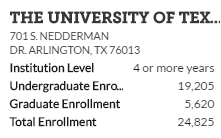 THE UNIVERSITY OF TEX...
701 S. NEDDERMAN
DR. ARLINGTON, TX 76013
Institution Level 4 or more years
Undergraduate Enro... 19,205
Graduate Enrollment 5,620
Total Enrollment 24,825